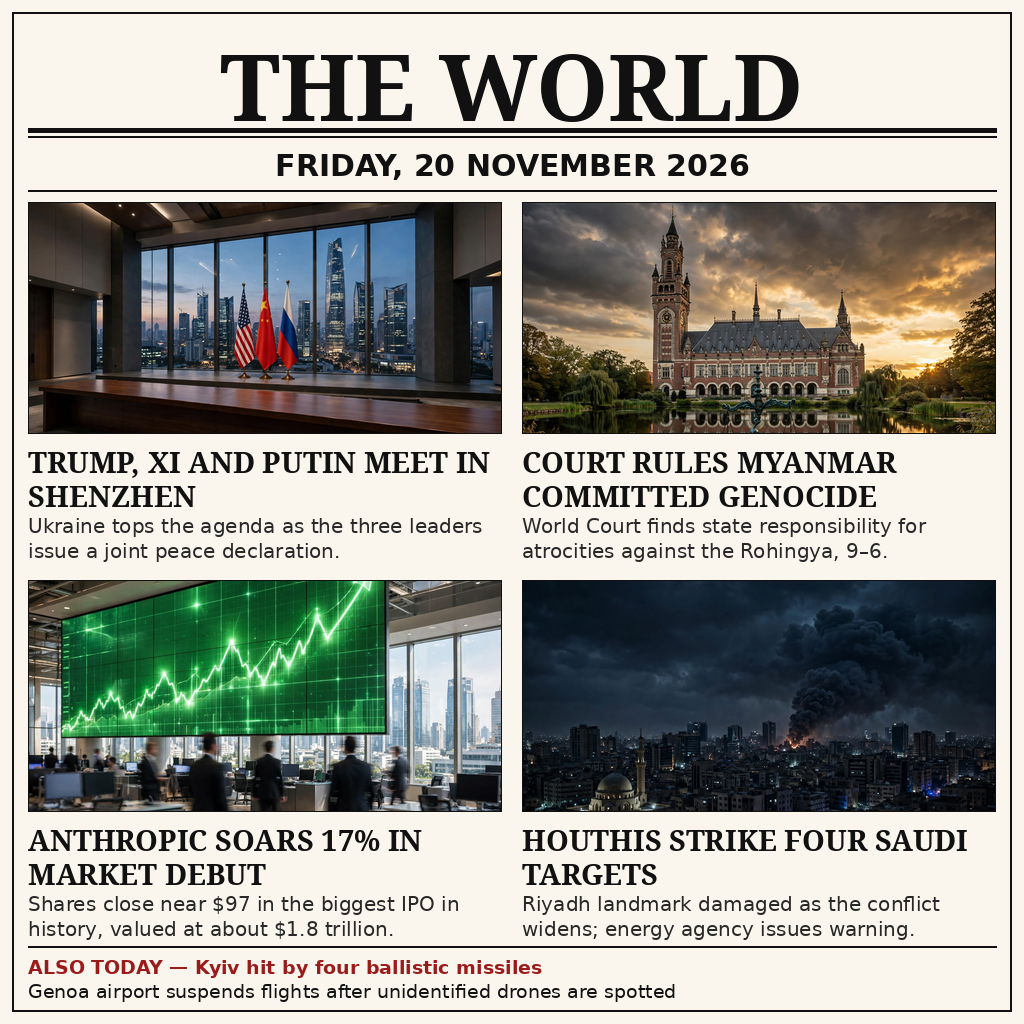 THE WORLD
FRIDAY, 20 NOVEMBER 2026
TRUMP, XI AND PUTIN MEET IN
SHENZHEN
Ukraine tops the agenda as the three leaders
issue a joint peace declaration.
COURT RULES MYANMAR
COMMITTED GENOCIDE
World Court finds state responsibility for
atrocities against the Rohingya, 9–6.
ANTHROPIC SOARS 17% IN
MARKET DEBUT
Shares close near $97 in the biggest IPO in
history, valued at about $1.8 trillion.
HOUTHIS STRIKE FOUR SAUDI
TARGETS
Riyadh landmark damaged as the conflict
widens; energy agency issues warning.
ALSO TODAY — Kyiv hit by four ballistic missiles
Genoa airport suspends flights after unidentified drones are spotted